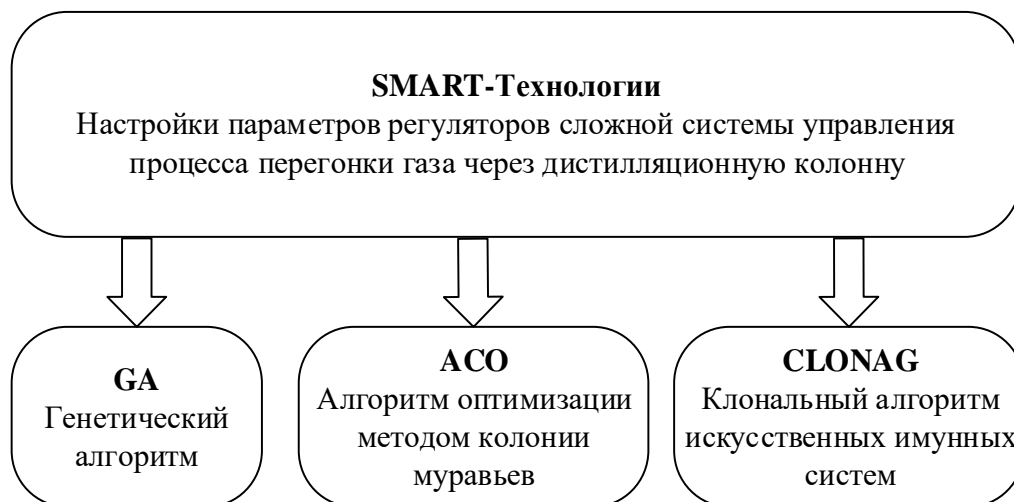 SMART-Технологии
Настройки параметров регуляторов сложной системы управления
процесса перегонки газа через дистилляционную колонну
GA
Генетический
алгоритм
ACO
Алгоритм оптимизации
методом колонии
муравьев
CLONAG
Клональный алгоритм
искусственных имунных
систем